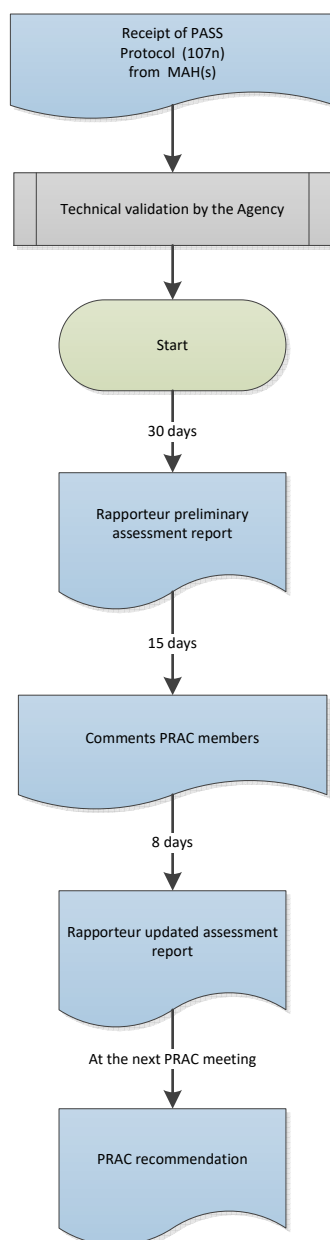 Receipt of PASS
Protocol (107n)
from MAH(s)
Technical validation by the Agency
Start
30 days
Rapporteur preliminary
assessment report
15 days
Comments PRAC members
8 days
Rapporteur updated assessment
report
At the next PRAC meeting
PRAC recommendation